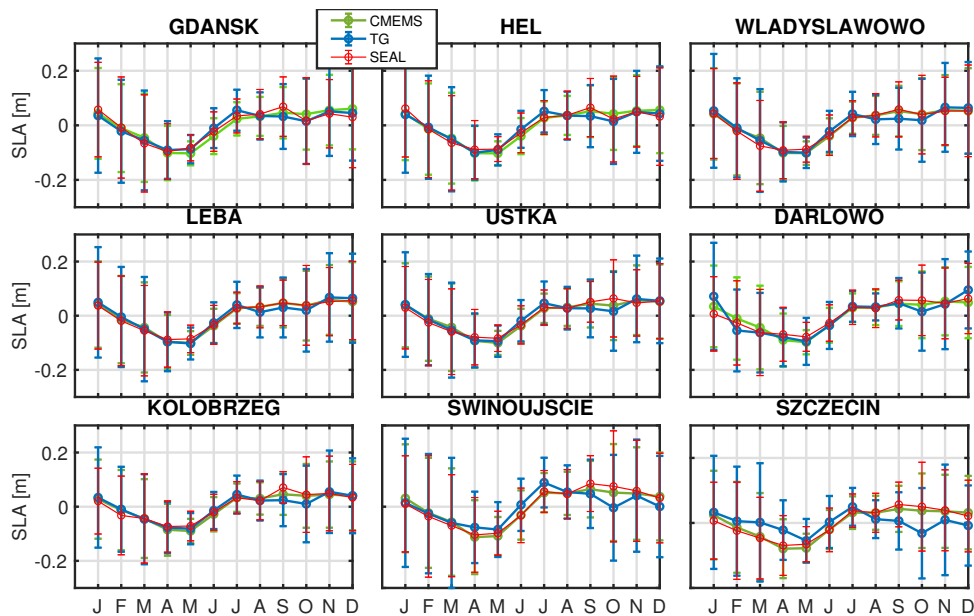 GDANSK
HEL
WLADYSLAWOWO
CMEMS
TG
SEAL
SLA [m]
0.2
0
-0.2
LEBA
USTKA
DARLOWO
SLA [m]
0.2
0
-0.2
KOLOBRZEG
SWINOUJSCIE
SZCZECIN
SLA [m]
0.2
0
-0.2
J F M A M J J A S O N D
J F M A M J J A S O N D
J F M A M J J A S O N D